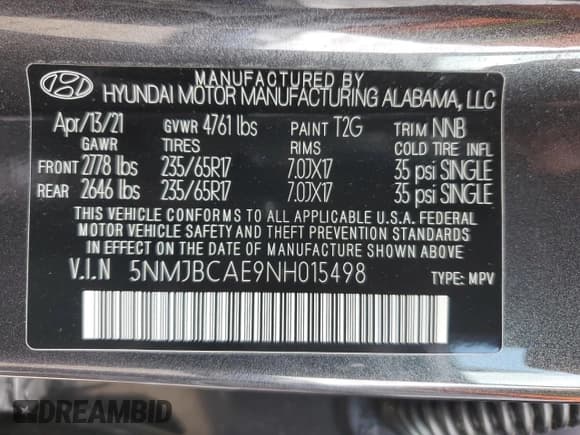 MANUFACTURED BY
HYUNDAI MOTOR MANUFACTURING ALABAMA, LLC
Apr/13/21 GVWR 4761 lbs PAINT T2G TRIM NNB
GAWR TIRES RIMS COLD TIRE INFL
FRONT 2778 lbs 235/65R17 7.0JX17 35 psi SINGLE
REAR 2646 lbs 235/65R17 7.0JX17 35 psi SINGLE
THIS VEHICLE CONFORMS TO ALL APPLICABLE U.S.A. FEDERAL
MOTOR VEHICLE SAFETY AND THEFT PREVENTION STANDARDS
IN EFFECT ON THE DATE OF MANUFACTURE SHOWN ABOVE.
V.I.N 5NMJBCAE9NH015498 TYPE: MPV
DREAMBID